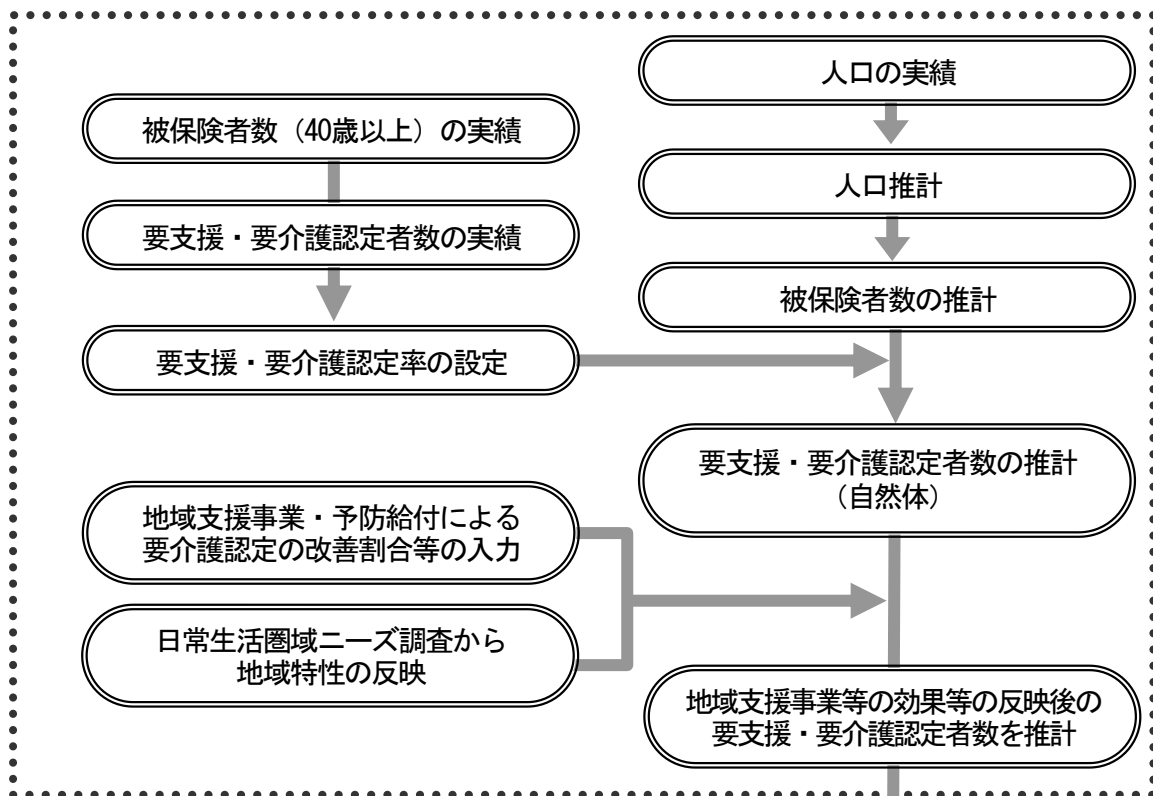 人口の実績
被保険者数（40歳以上）の実績
人口推計
要支援・要介護認定者数の実績
被保険者数の推計
要支援・要介護認定率の設定
要支援・要介護認定者数の推計
（自然体）
地域支援事業・予防給付による
要介護認定の改善割合等の入力
日常生活圏域ニーズ調査から
地域特性の反映
地域支援事業等の効果等の反映後の
要支援・要介護認定者数を推計